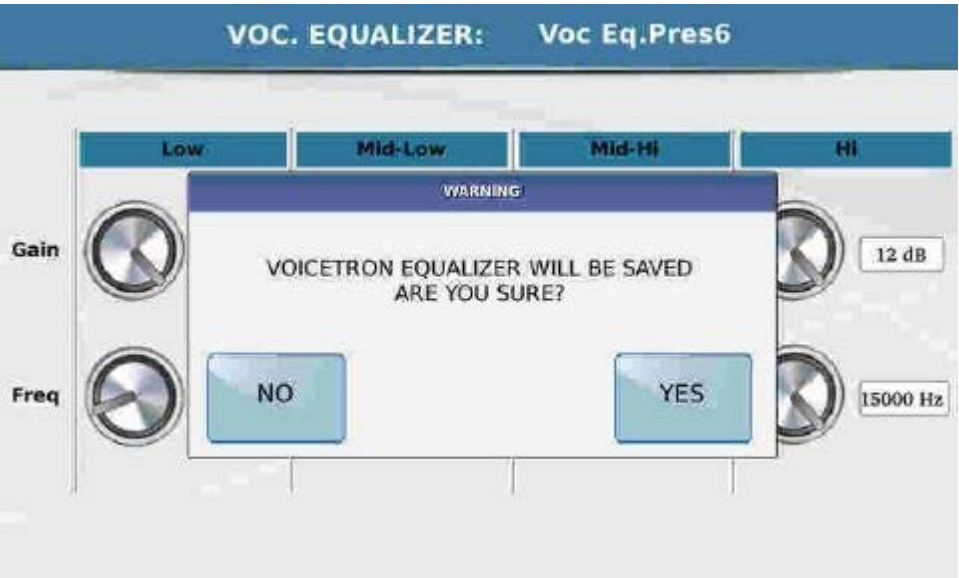 VOC. EQUALIZER: Voc Eq.Pres6
Low Mid-Low Mid-Hi Hi
WARNING
Gain
VOICETRON EQUALIZER WILL BE SAVED
ARE YOU SURE?
12 dB
Freq
NO
YES
15000 Hz